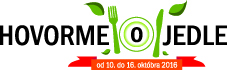 HOVORME O JEDLE
od 10. do 16. októbra 2016